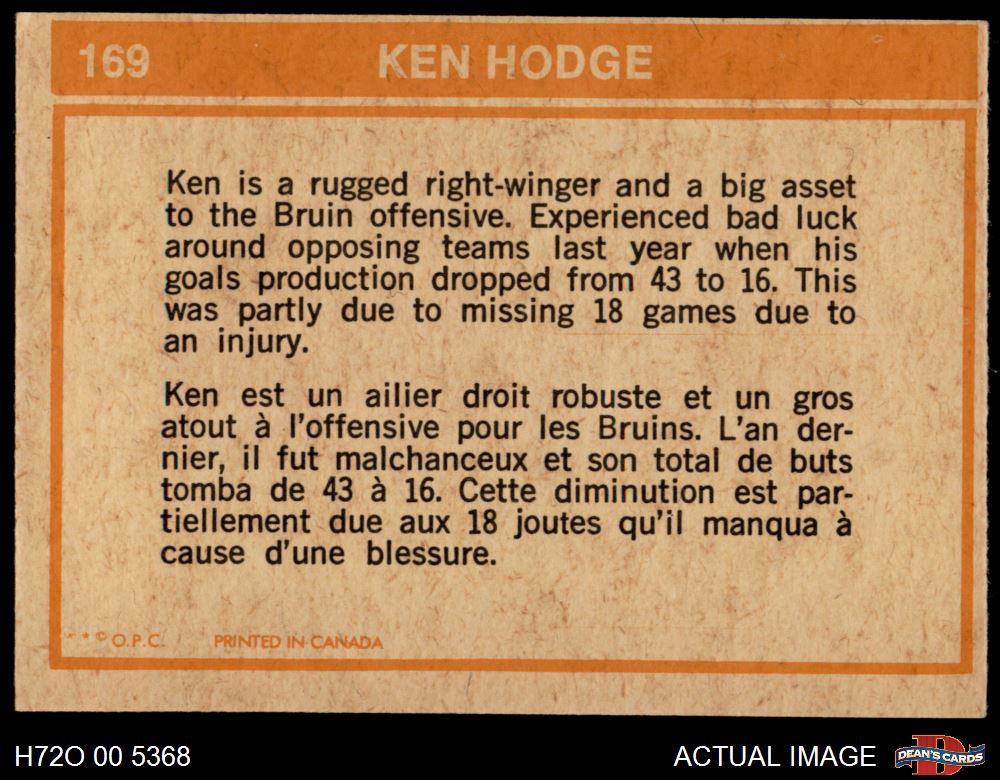 169 KEN HODGE
Ken is a rugged right-winger and a big asset
to the Bruin offensive. Experienced bad luck
around opposing teams last year when his
goals production dropped from 43 to 16. This
was partly due to missing 18 games due to
an injury.
Ken est un ailier droit robuste et un gros
atout à l'offensive pour les Bruins. L'an der-
nier, il fut malchanceux et son total de buts
tomba de 43 à 16. Cette diminution est par-
tiellement due aux 18 joutes qu'il manqua à
cause d'une blessure.
* * © O.P.C. PRINTED IN CANADA
H72O 00 5368 ACTUAL IMAGE DEAN'S CARDS